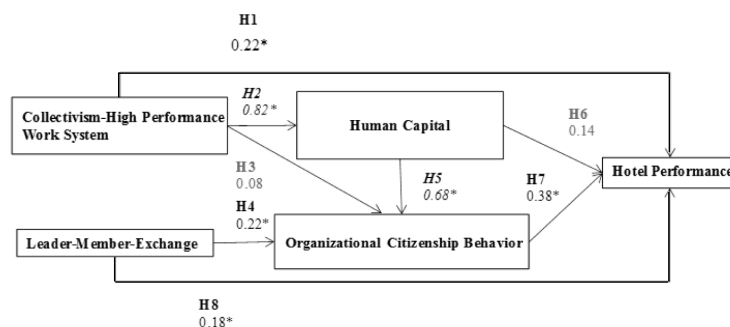 H1
0.22*
H2
0.82*
Collectivism-High Performance
Work System
Human Capital
H6
0.14
H3
0.08
H5
0.68*
H7
0.38*
Hotel Performance
H4
0.22*
Leader-Member-Exchange
Organizational Citizenship Behavior
H8
0.18*